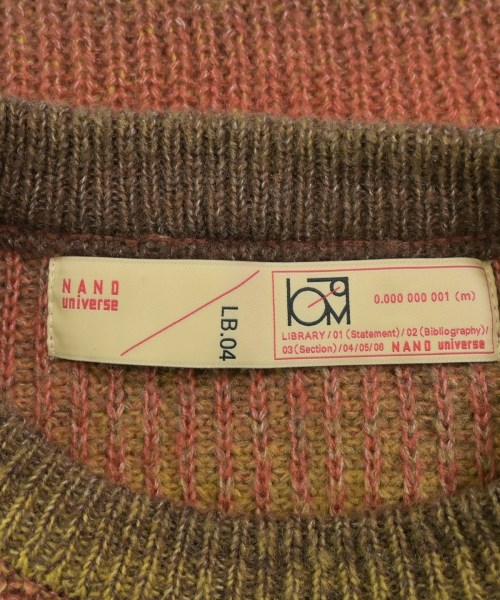 NANO
universe
LB.04
0.000 000 001 (m)
LIBRARY / 01 (Statement) / 02 (Bibliography) /
03 (Section) / 04 / 05 / 06 NANO universe